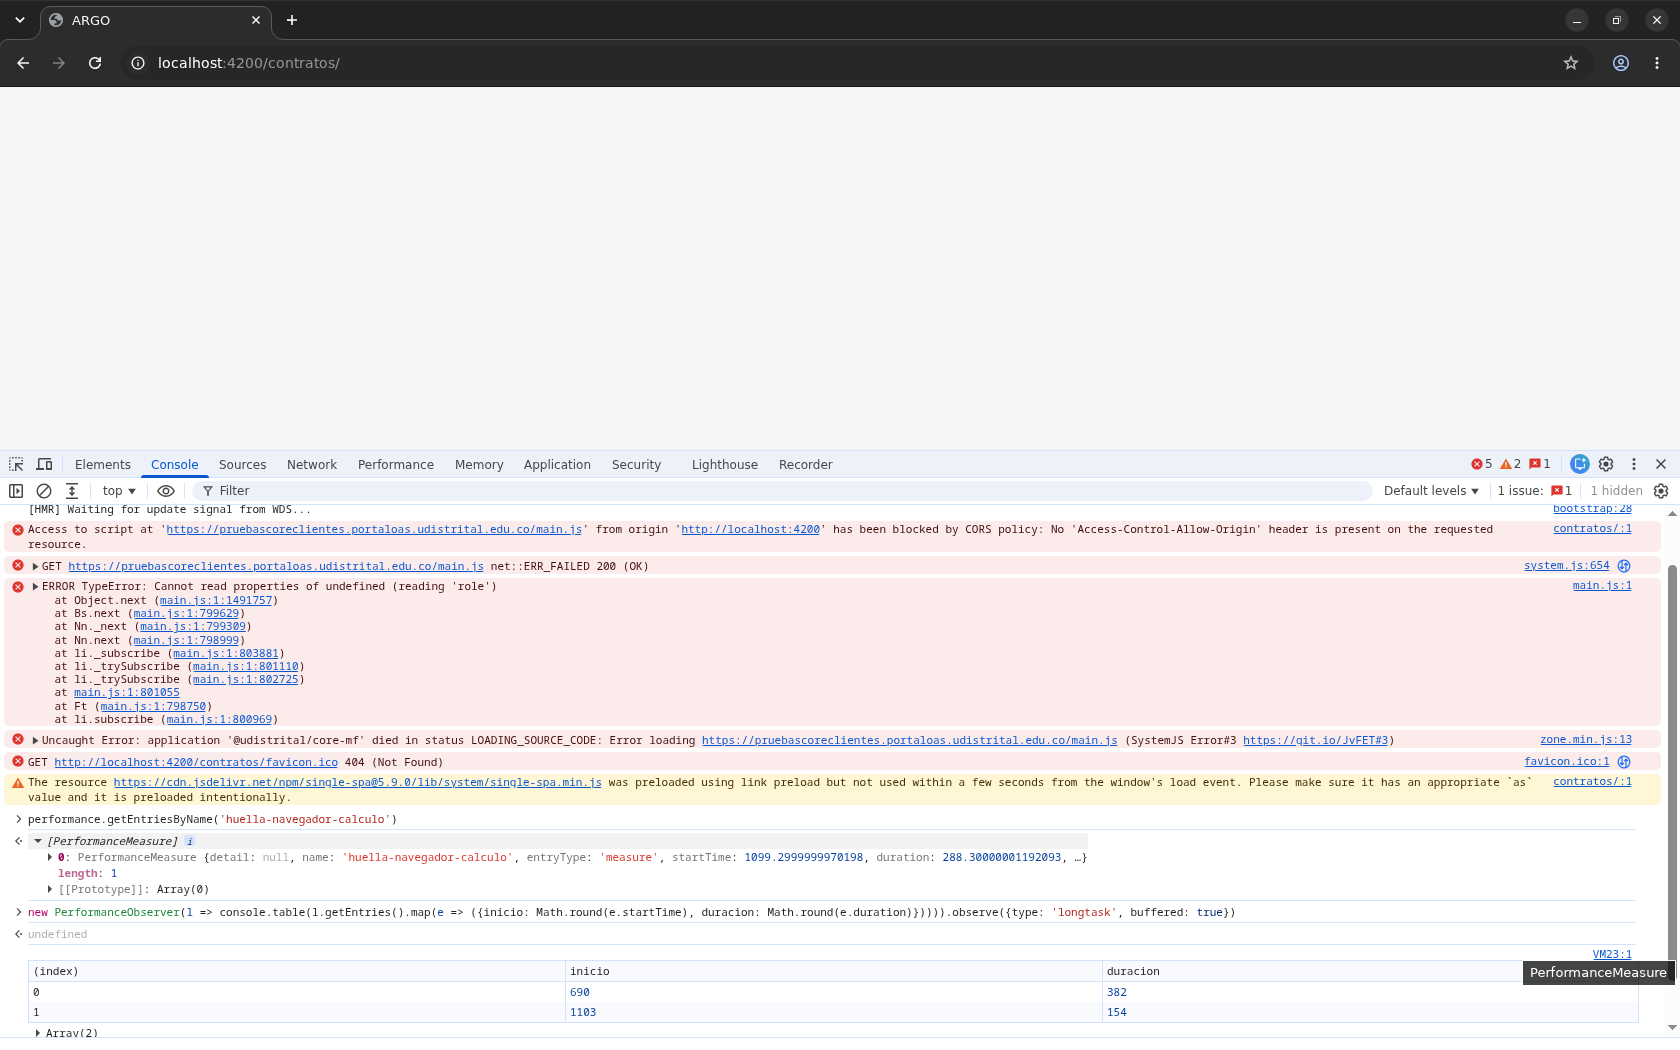 ARGO
localhost:4200/contratos/
Elements Console Sources Network Performance Memory Application Security Lighthouse Recorder 5 2 1
top Filter Default levels 1 issue: 1 1 hidden
[HMR] Waiting for update signal from WDS... bootstrap:28
Access to script at 'https://pruebascoreclientes.portaloas.udistrital.edu.co/main.js' from origin 'http://localhost:4200' has been blocked by CORS policy: No 'Access-Control-Allow-Origin' header is present on the requested contratos/:1
resource.
GET https://pruebascoreclientes.portaloas.udistrital.edu.co/main.js net::ERR_FAILED 200 (OK) system.js:654
ERROR TypeError: Cannot read properties of undefined (reading 'role') main.js:1
at Object.next (main.js:1:1491757)
at Bs.next (main.js:1:799629)
at Nn._next (main.js:1:799309)
at Nn.next (main.js:1:798999)
at li._subscribe (main.js:1:803881)
at li._trySubscribe (main.js:1:801110)
at li._trySubscribe (main.js:1:802725)
at main.js:1:801055
at Ft (main.js:1:798750)
at li.subscribe (main.js:1:800969)
Uncaught Error: application '@udistrital/core-mf' died in status LOADING_SOURCE_CODE: Error loading https://pruebascoreclientes.portaloas.udistrital.edu.co/main.js (SystemJS Error#3 https://git.io/JvFET#3) zone.min.js:13
GET http://localhost:4200/contratos/favicon.ico 404 (Not Found) favicon.ico:1
The resource https://cdn.jsdelivr.net/npm/single-spa@5.9.0/lib/system/single-spa.min.js was preloaded using link preload but not used within a few seconds from the window's load event. Please make sure it has an appropriate `as` contratos/:1
value and it is preloaded intentionally.
performance.getEntriesByName('huella-navegador-calculo')
[PerformanceMeasure] i
0: PerformanceMeasure {detail: null, name: 'huella-navegador-calculo', entryType: 'measure', startTime: 1099.2999999970198, duration: 288.30000001192093, …}
length: 1
[[Prototype]]: Array(0)
new PerformanceObserver(l => console.table(l.getEntries().map(e => ({inicio: Math.round(e.startTime), duracion: Math.round(e.duration)})))).observe({type: 'longtask', buffered: true})
undefined
VM23:1
(index) inicio duracion
PerformanceMeasure
0 690 382
1 1103 154
Array(2)